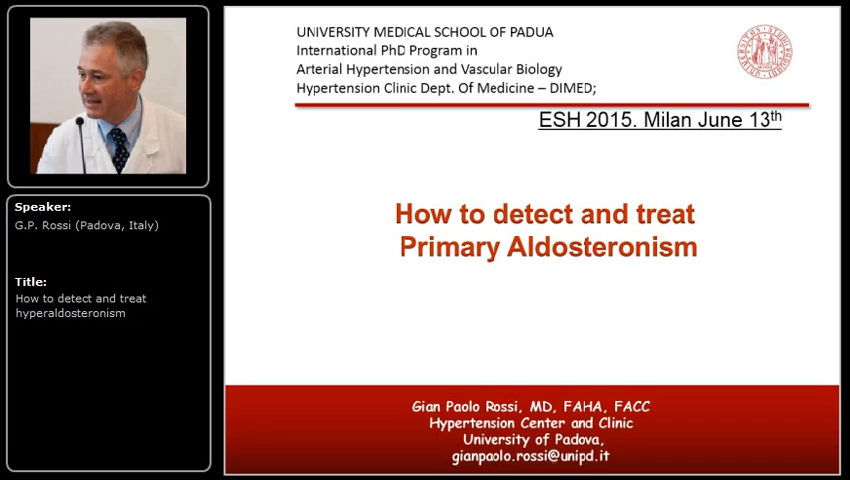 Speaker:
G.P. Rossi (Padova, Italy)
Title:
How to detect and treat
hyperaldosteronism
UNIVERSITY MEDICAL SCHOOL OF PADUA
International PhD Program in
Arterial Hypertension and Vascular Biology
Hypertension Clinic Dept. Of Medicine – DIMED;
ESH 2015. Milan June 13th
How to detect and treat
Primary Aldosteronism
Gian Paolo Rossi, MD, FAHA, FACC
Hypertension Center and Clinic
University of Padova,
gianpaolo.rossi@unipd.it